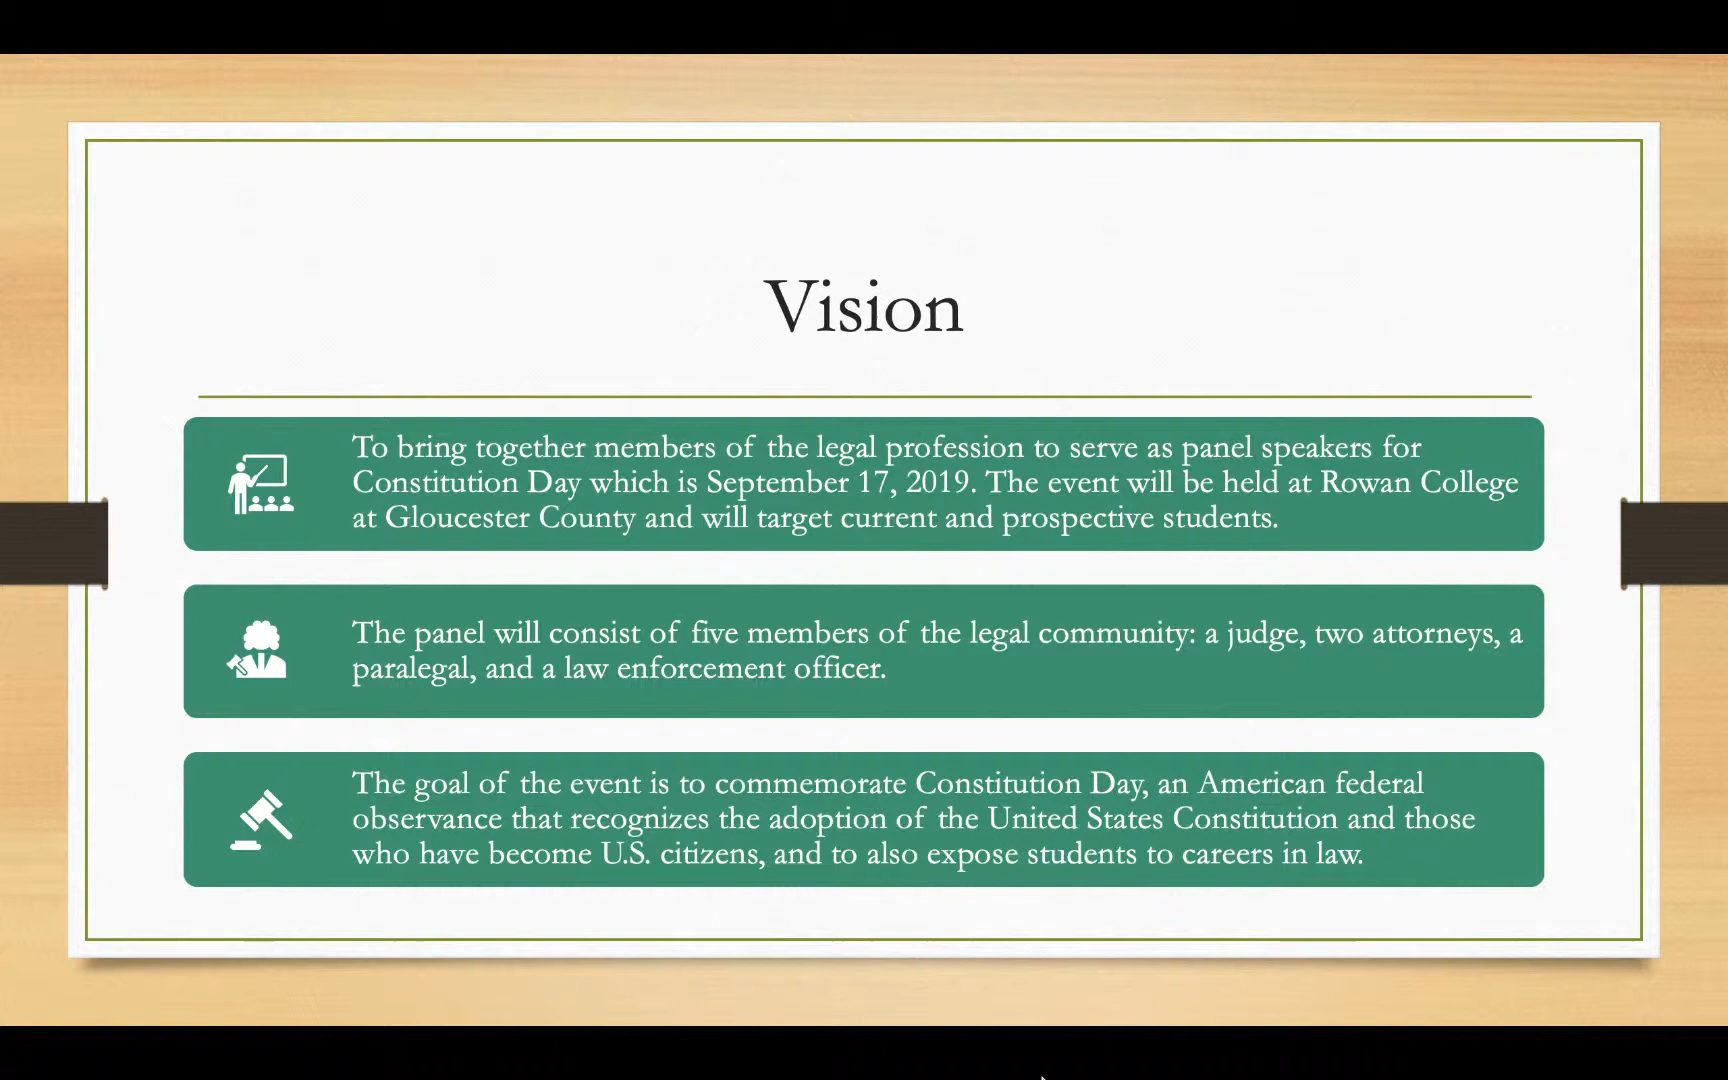 Vision
To bring together members of the legal profession to serve as panel speakers for
Constitution Day which is September 17, 2019. The event will be held at Rowan College
at Gloucester County and will target current and prospective students.
The panel will consist of five members of the legal community: a judge, two attorneys, a
paralegal, and a law enforcement officer.
The goal of the event is to commemorate Constitution Day, an American federal
observance that recognizes the adoption of the United States Constitution and those
who have become U.S. citizens, and to also expose students to careers in law.